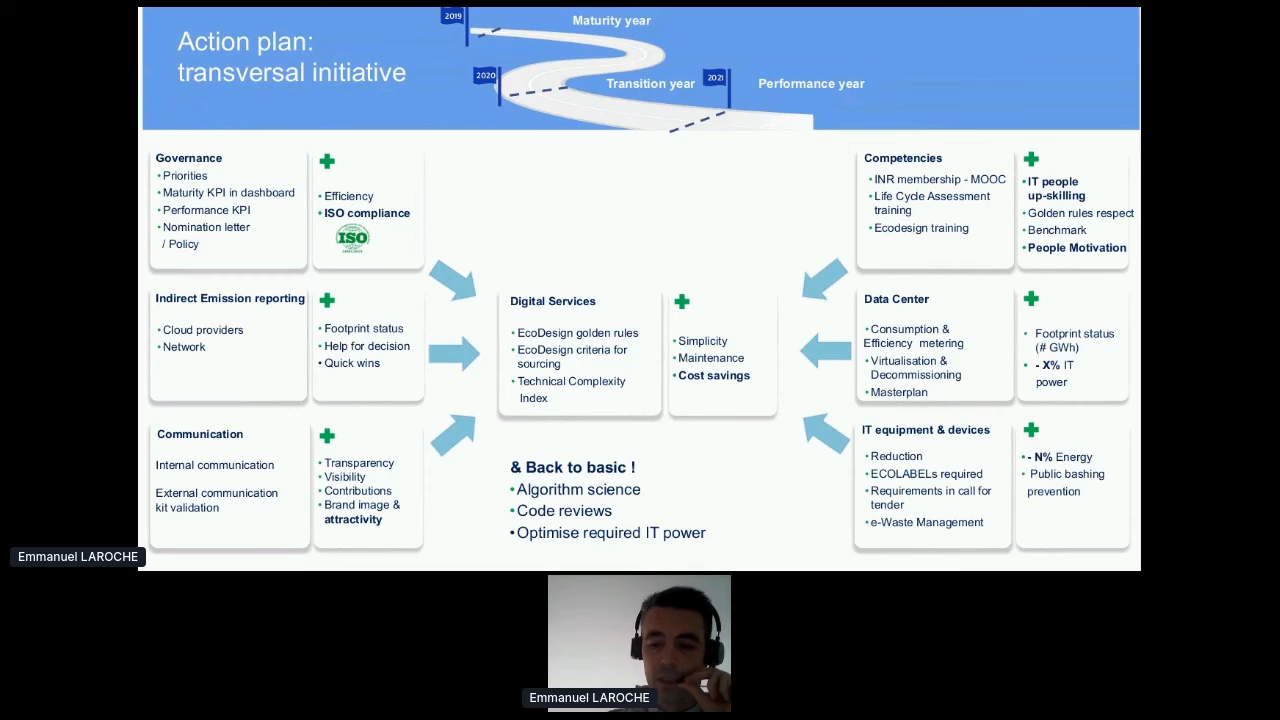 2019
Maturity year
Action plan:
transversal initiative
2020
Transition year
2021
Performance year
Governance
• Priorities
• Maturity KPI in dashboard
• Performance KPI
• Nomination letter
/ Policy
• Efficiency
• ISO compliance
ISO
Competencies
• INR membership - MOOC
• Life Cycle Assessment
training
• Ecodesign training
• IT people
up-skilling
• Golden rules respect
• Benchmark
• People Motivation
Indirect Emission reporting
• Cloud providers
• Network
• Footprint status
• Help for decision
• Quick wins
Digital Services
• EcoDesign golden rules
• EcoDesign criteria for
sourcing
• Technical Complexity
Index
• Simplicity
• Maintenance
• Cost savings
Data Center
• Consumption &
Efficiency metering
• Virtualisation &
Decommissioning
• Masterplan
• Footprint status
(# GWh)
• - X% IT
power
Communication
Internal communication
External communication
kit validation
• Transparency
• Visibility
• Contributions
• Brand image &
attractivity
& Back to basic !
• Algorithm science
• Code reviews
• Optimise required IT power
IT equipment & devices
• Reduction
• ECOLABELs required
• Requirements in call for
tender
• e-Waste Management
• - N% Energy
• Public bashing
prevention
Emmanuel LAROCHE
Emmanuel LAROCHE